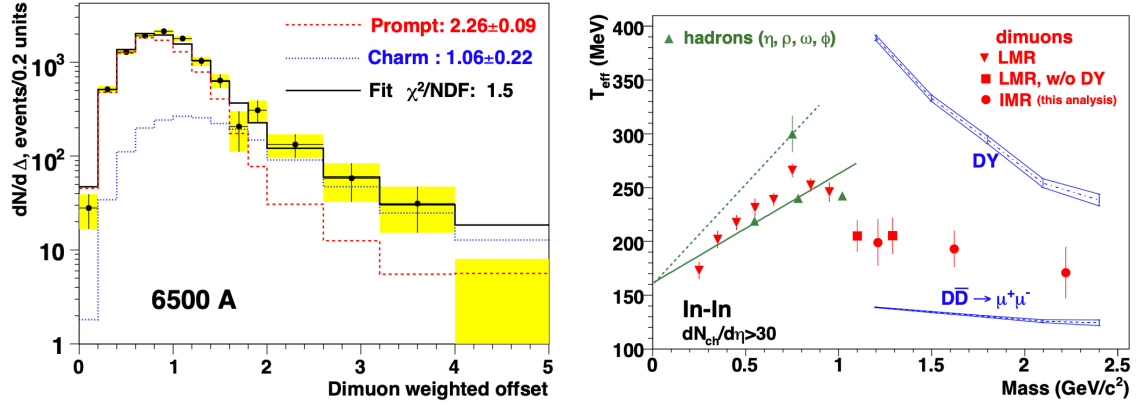 dN/d Δ, events/0.2 units
10³
10²
10
1
Prompt: 2.26±0.09
Charm : 1.06±0.22
Fit χ²/NDF: 1.5
6500 A
0 1 2 3 4 5
Dimuon weighted offset
T_eff (MeV)
400
350
300
250
200
150
100
hadrons (η, ρ, ω, ϕ)
dimuons
LMR
LMR, w/o DY
IMR (this analysis)
DY
DD̅ → μ⁺μ⁻
In-In
dN_ch/dη>30
0 0.5 1 1.5 2 2.5
Mass (GeV/c²)